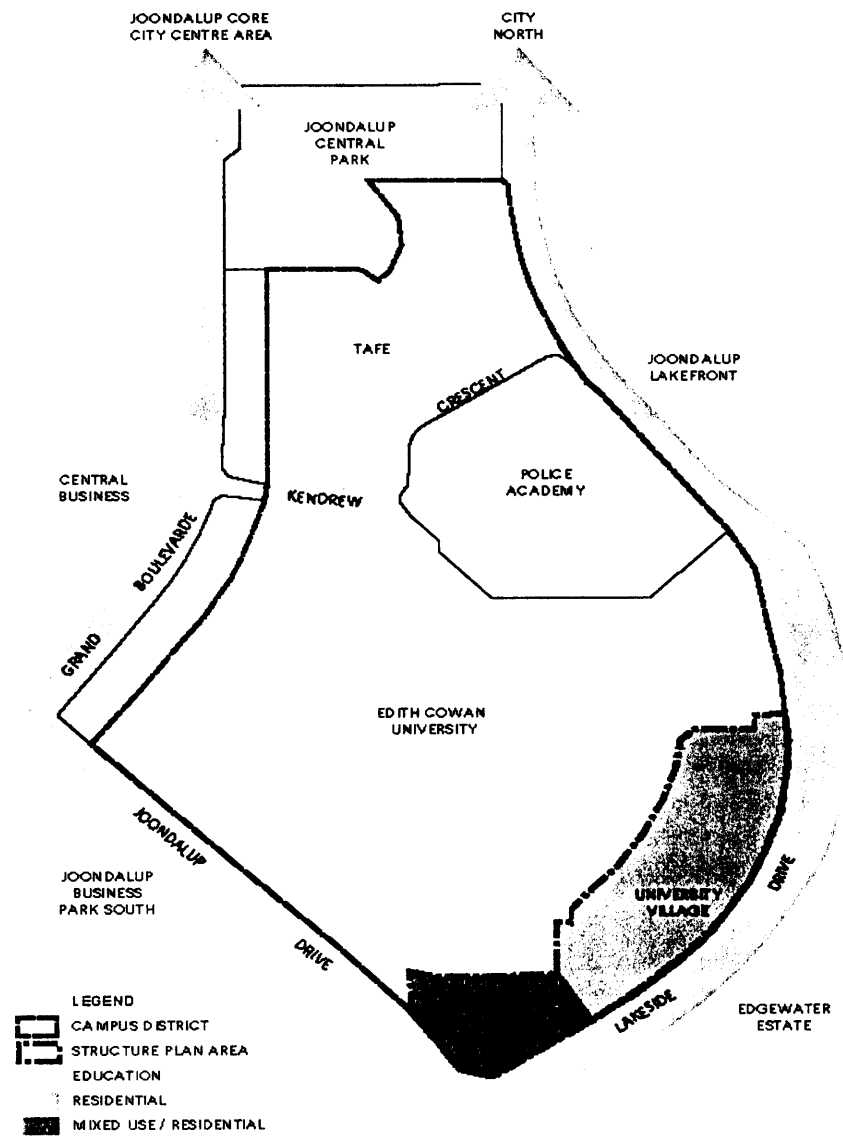 JOONDALUP CORE
CITY CENTRE AREA
CITY
NORTH
JOONDALUP
CENTRAL
PARK
TAFE
JOONDALUP
LAKEFRONT
CRESCENT
POLICE
ACADEMY
CENTRAL
BUSINESS
KENDREW
BOULEVARDE
GRAND
EDITH COWAN
UNIVERSITY
JOONDALUP
DRIVE
JOONDALUP
BUSINESS
PARK SOUTH
UNIVERSITY
VILLAGE
DRIVE
LAKESIDE
EDGEWATER
ESTATE
LEGEND
CAMPUS DISTRICT
STRUCTURE PLAN AREA
EDUCATION
RESIDENTIAL
MIXED USE / RESIDENTIAL